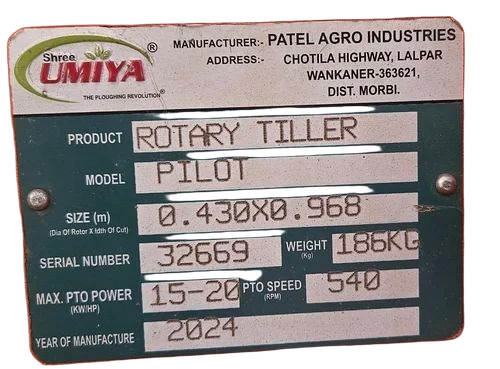 Shree
UMIYA ®
THE PLOUGHING REVOLUTION®
MANUFACTURER:- PATEL AGRO INDUSTRIES
ADDRESS:- CHOTILA HIGHWAY, LALPAR
WANKANER-363621,
DIST. MORBI.
PRODUCT ROTARY TILLER
MODEL PILOT
SIZE (m) 0.430X0.968
(Dia Of Rotor X Idth Of Cut)
SERIAL NUMBER 32669 WEIGHT (Kg) 186KG
MAX. PTO POWER (KW/HP) 15-20 PTO SPEED (RPM) 540
YEAR OF MANUFACTURE 2024